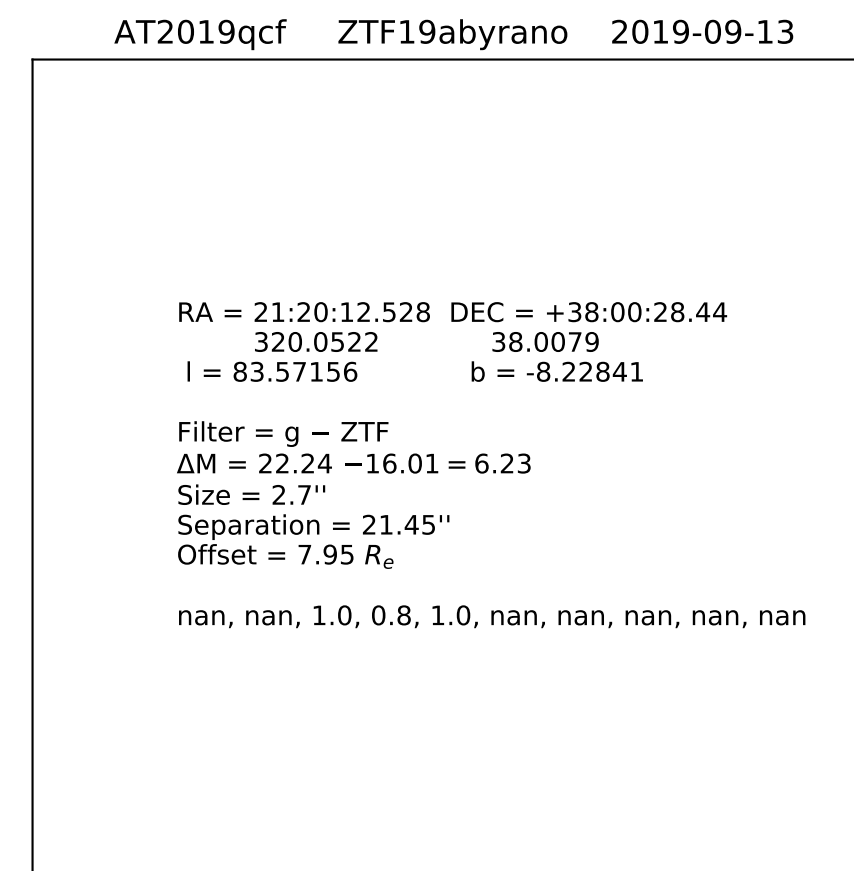 AT2019qcf ZTF19abyrano 2019-09-13
RA = 21:20:12.528 DEC = +38:00:28.44
320.0522 38.0079
l = 83.57156 b = -8.22841
Filter = g − ZTF
ΔM = 22.24 −16.01 = 6.23
Size = 2.7''
Separation = 21.45''
Offset = 7.95 Re
nan, nan, 1.0, 0.8, 1.0, nan, nan, nan, nan, nan